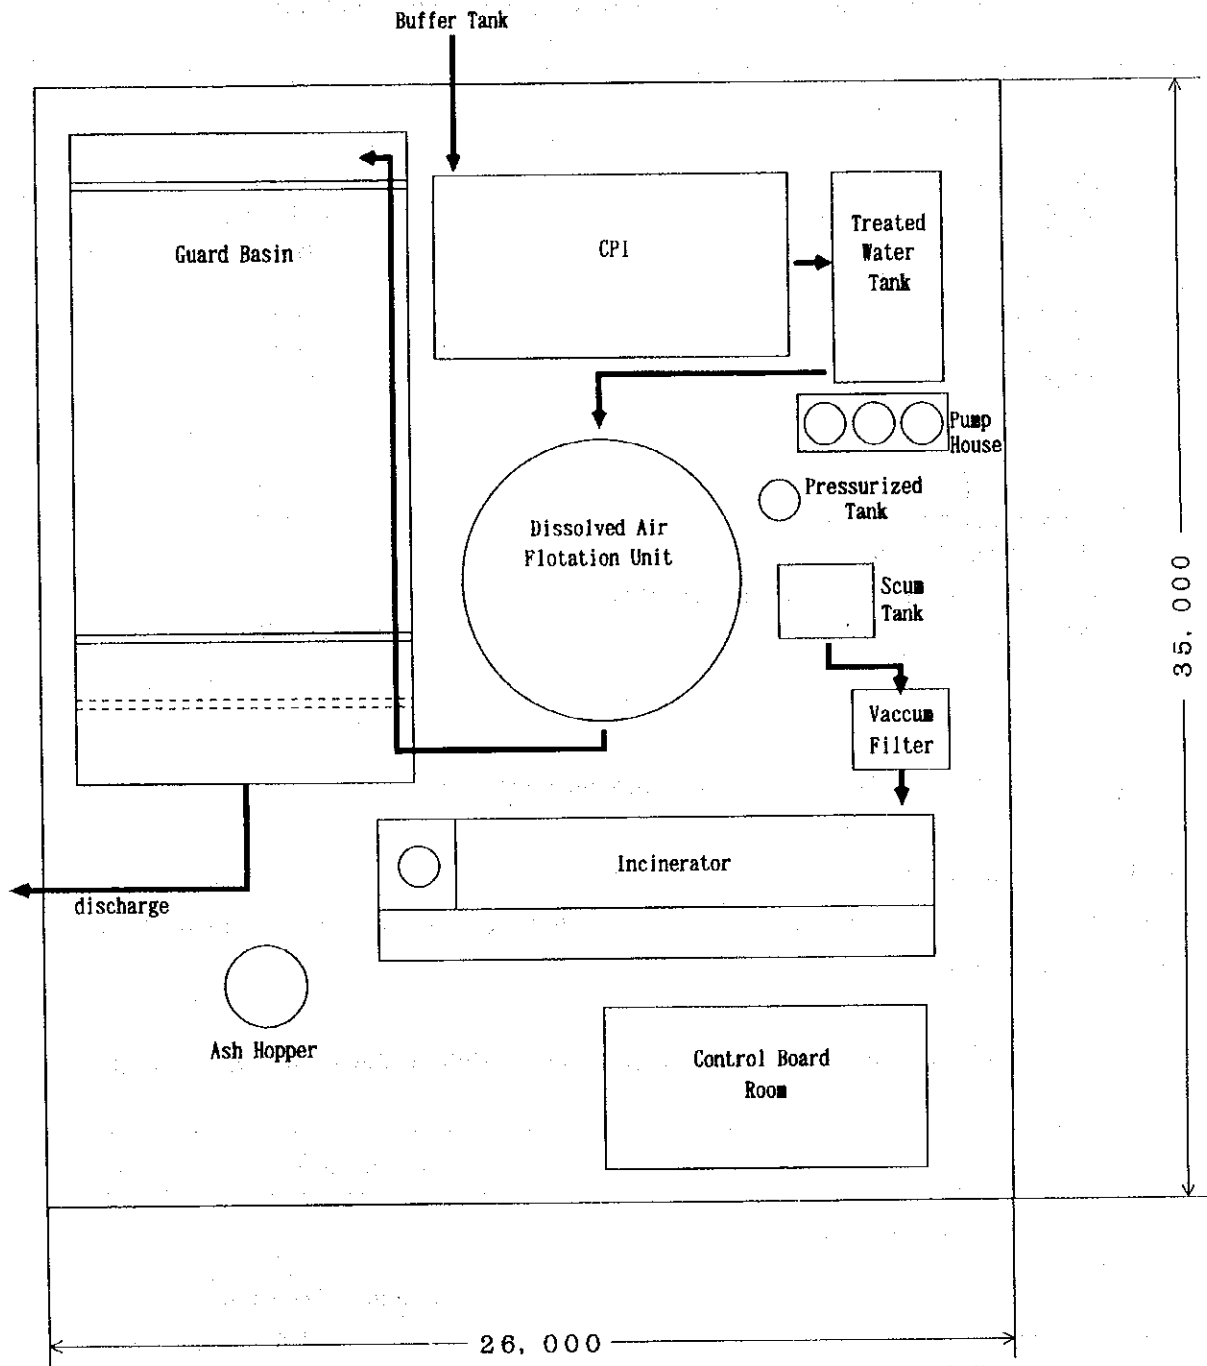 Buffer Tank
Guard Basin
CPI
Treated
Water
Tank
Pump
House
Pressurized
Tank
Dissolved Air
Flotation Unit
Scum
Tank
Vaccum
Filter
Incinerator
discharge
Ash Hopper
Control Board
Room
35,000
26,000